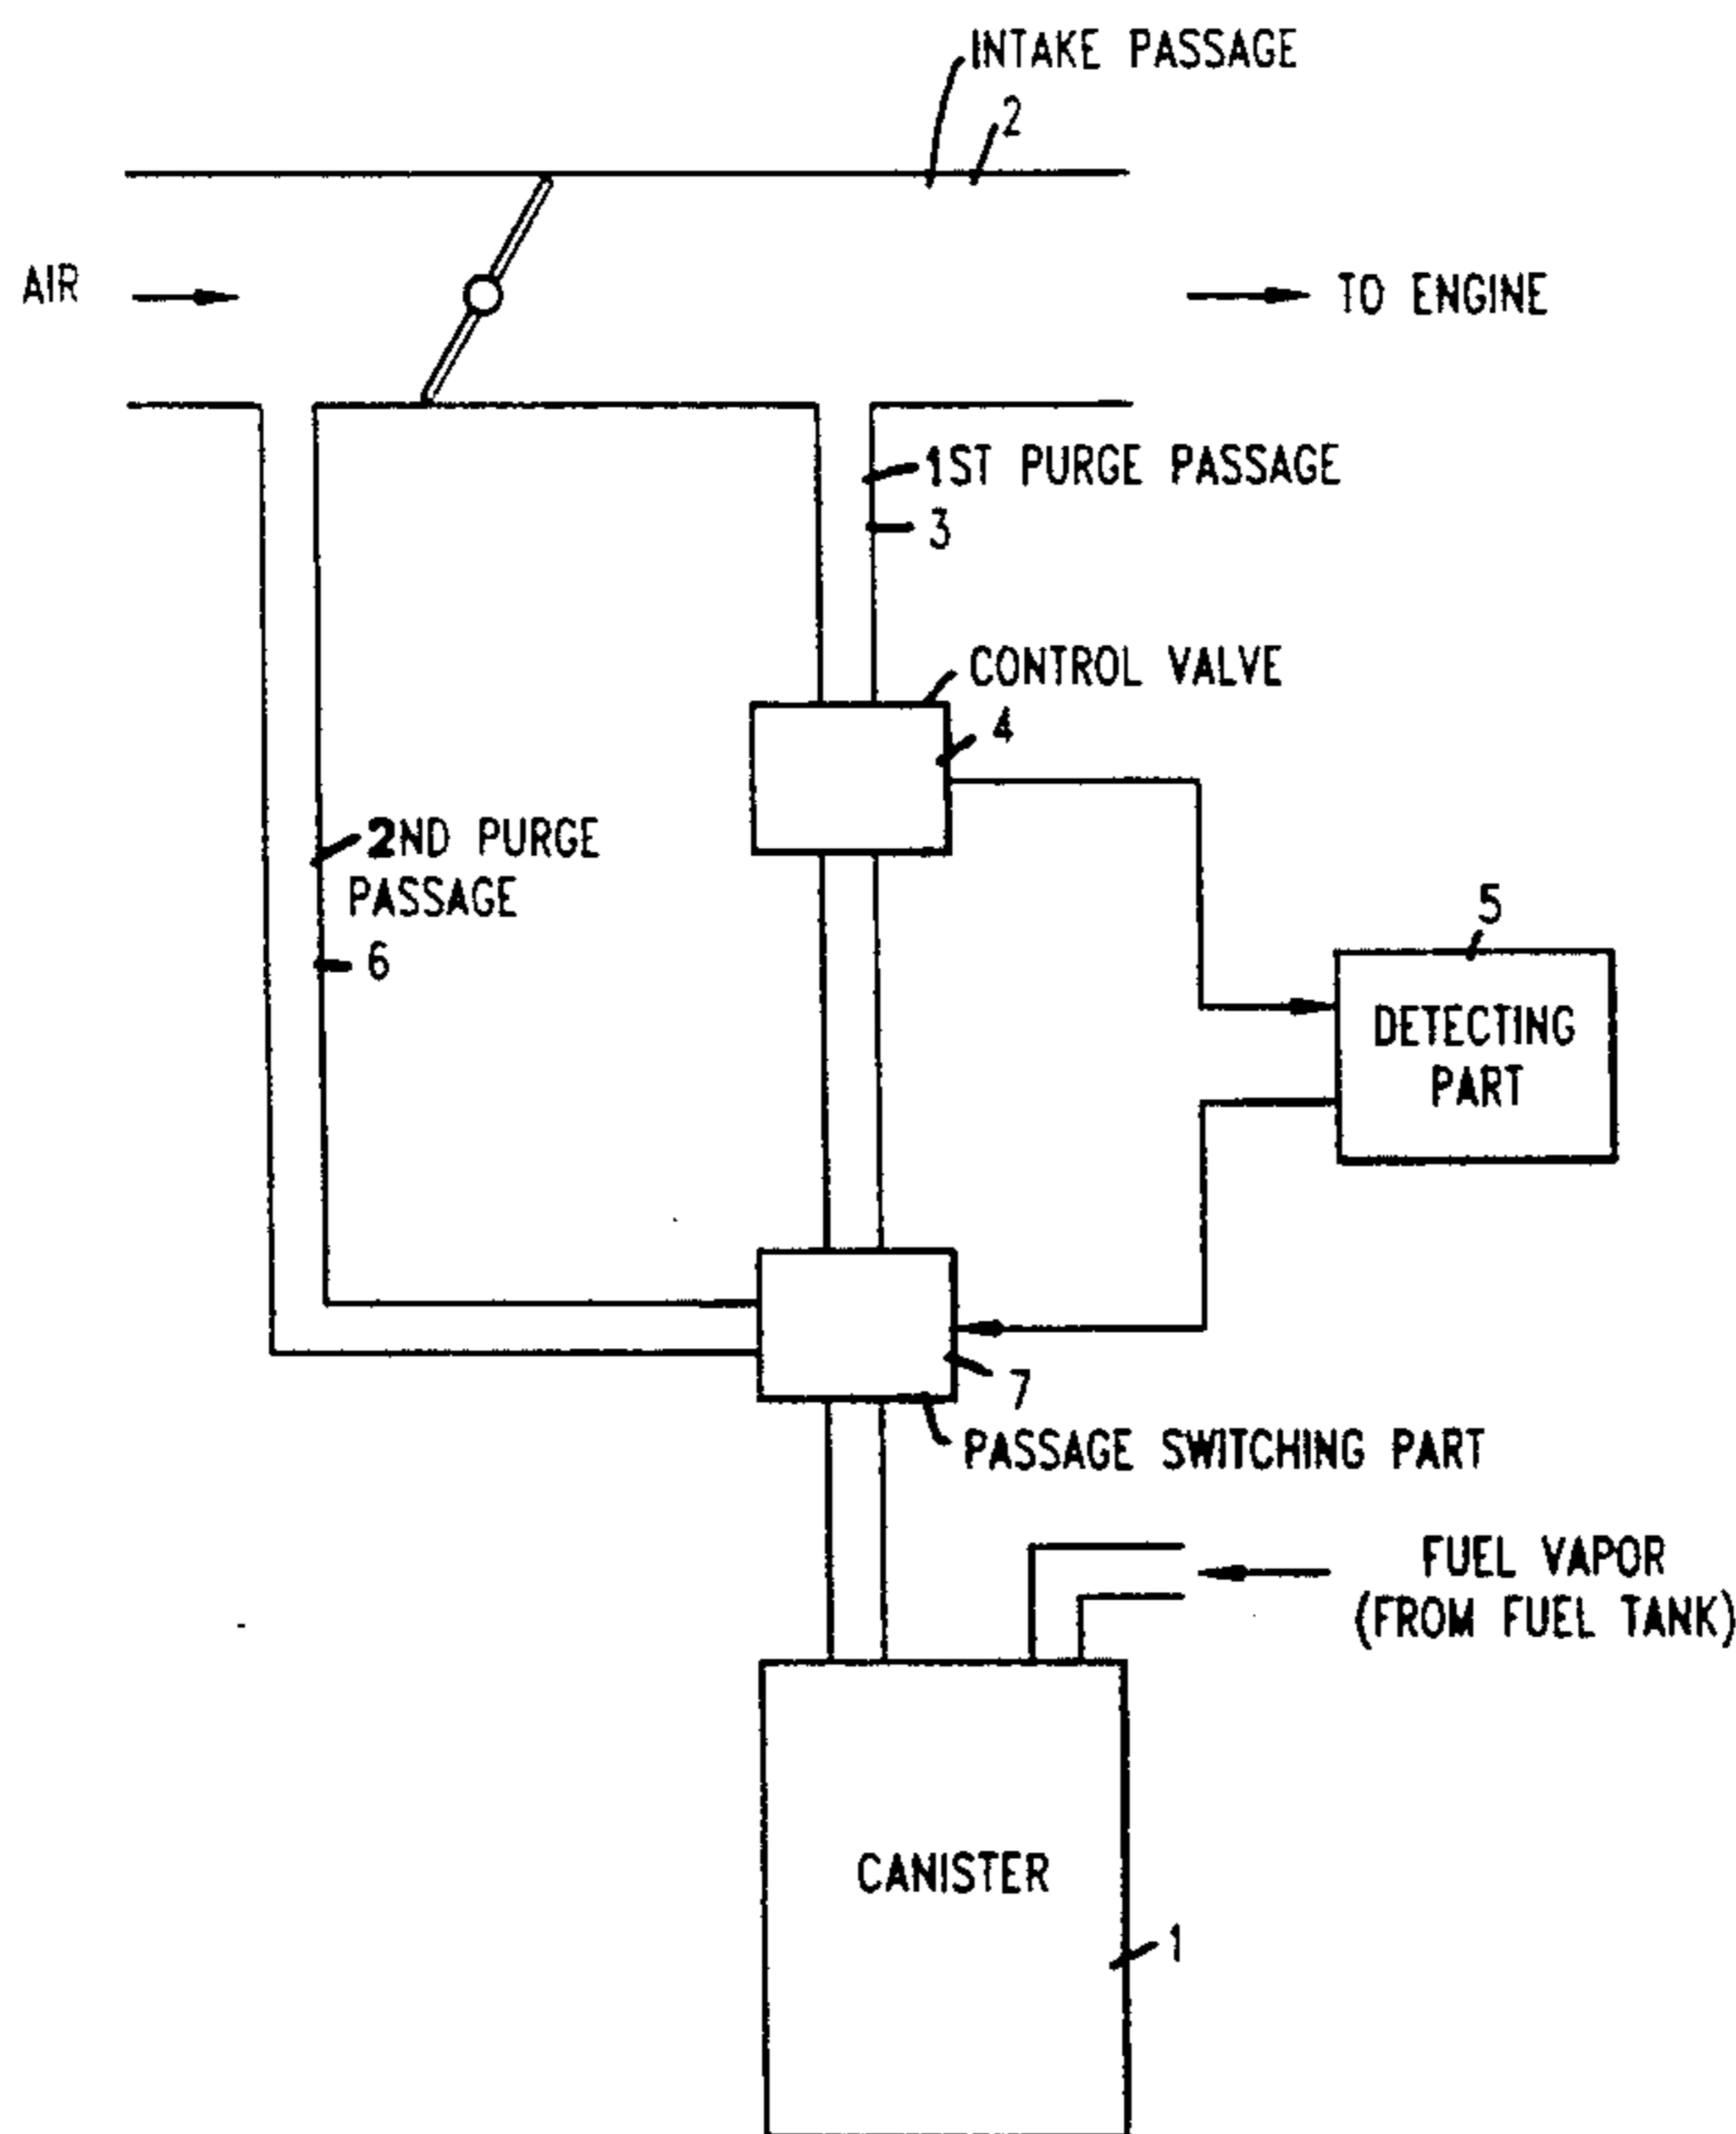 INTAKE PASSAGE
2
AIR
TO ENGINE
1ST PURGE PASSAGE
3
CONTROL VALVE
4
2ND PURGE
PASSAGE
6
5
DETECTING
PART
7
PASSAGE SWITCHING PART
FUEL VAPOR
(FROM FUEL TANK)
CANISTER
1